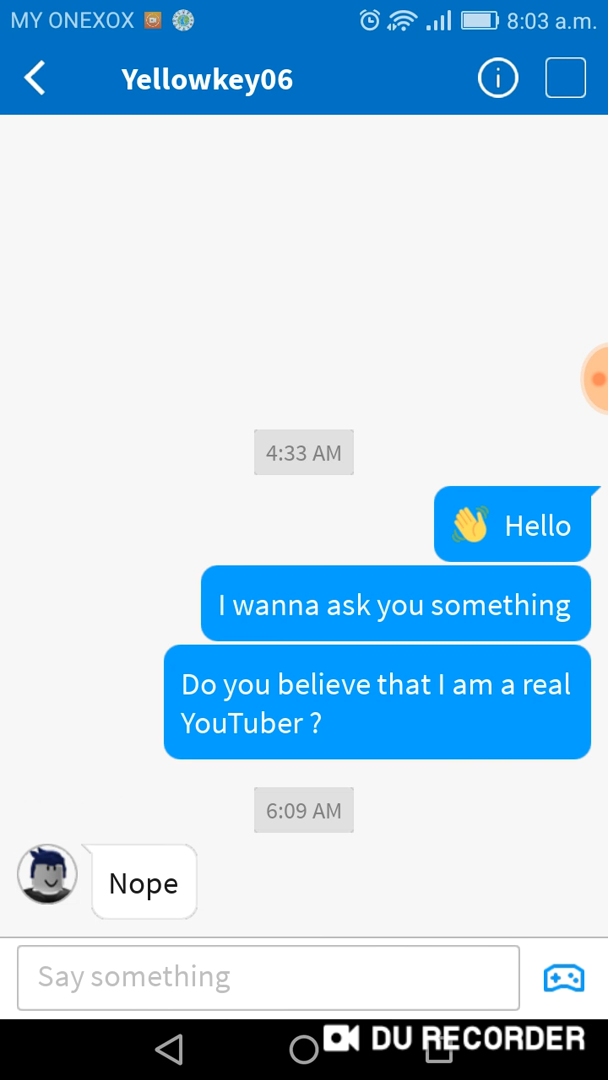 MY ONEXOX 8:03 a.m.
Yellowkey06
4:33 AM
👋 Hello
I wanna ask you something
Do you believe that I am a real
YouTuber ?
6:09 AM
Nope
Say something
DU RECORDER